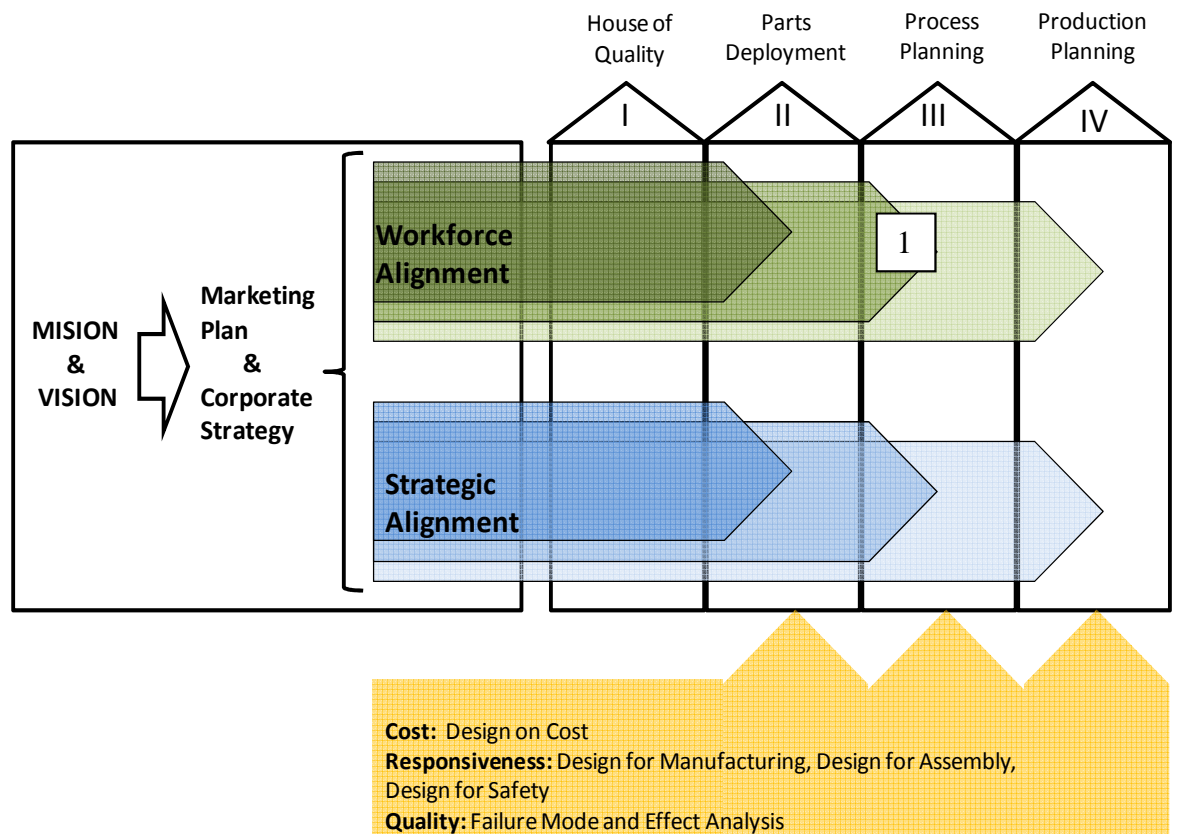 House of
Quality
Parts
Deployment
Process
Planning
Production
Planning
I
II
III
IV
Workforce
Alignment
1
MISION
&
VISION
Marketing
Plan
&
Corporate
Strategy
Strategic
Alignment
Cost: Design on Cost
Responsiveness: Design for Manufacturing, Design for Assembly,
Design for Safety
Quality: Failure Mode and Effect Analysis